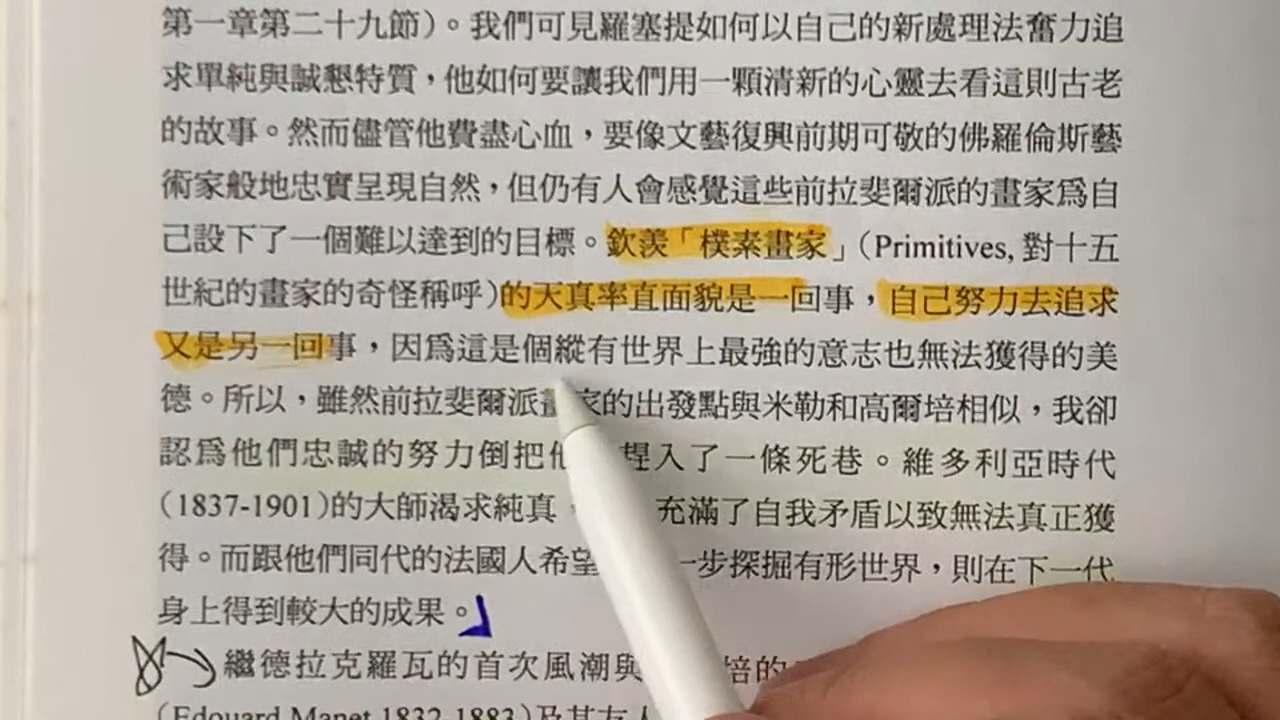 第一章第二十九節)。我們可見羅塞提如何以自己的新處理法奮力追
求單純與誠懇特質，他如何要讓我們用一顆清新的心靈去看這則古老
的故事。然而儘管他費盡心血，要像文藝復興前期可敬的佛羅倫斯藝
術家般地忠實呈現自然，但仍有人會感覺這些前拉斐爾派的畫家爲自
己設下了一個難以達到的目標。欽羨「樸素畫家」(Primitives, 對十五
世紀的畫家的奇怪稱呼)的天真率直面貌是一回事，自己努力去追求
又是另一回事，因爲這是個縱有世界上最強的意志也無法獲得的美
德。所以，雖然前拉斐爾派畫家的出發點與米勒和高爾培相似，我卻
認爲他們忠誠的努力倒把他 捏入了一條死巷。維多利亞時代
(1837-1901)的大師渴求純真 充滿了自我矛盾以致無法真正獲
得。而跟他們同代的法國人希望 一步探掘有形世界，則在下一代
身上得到較大的成果。
繼德拉克羅瓦的首次風潮與 培的
(Edouard Manet 1832-1883)及其友人